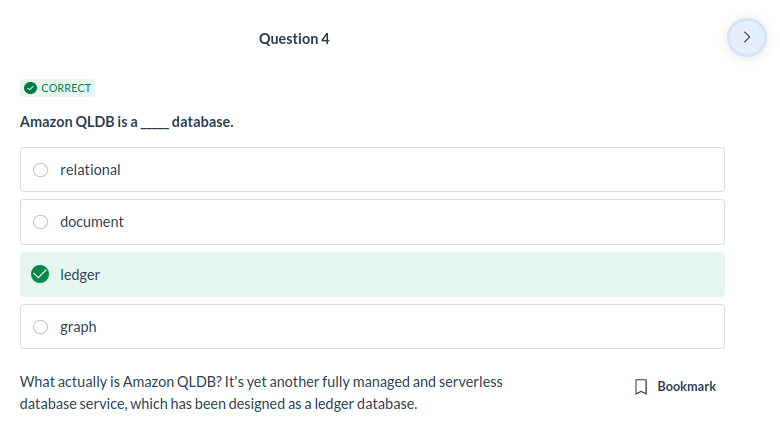 Question 4
CORRECT
Amazon QLDB is a _____ database.
relational
document
ledger
graph
What actually is Amazon QLDB? It's yet another fully managed and serverless
database service, which has been designed as a ledger database.
Bookmark